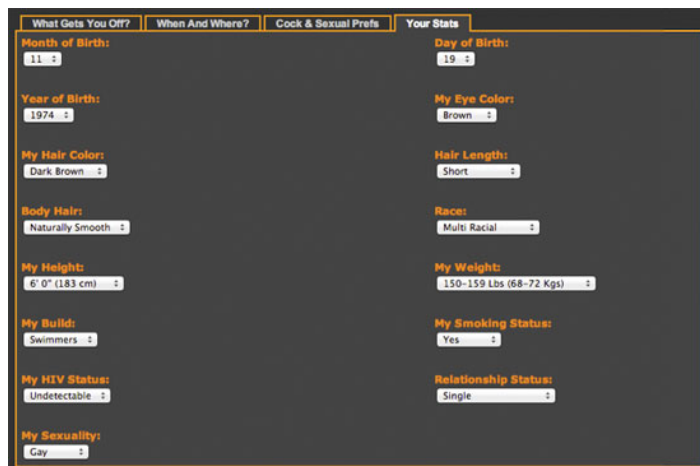 What Gets You Off? When And Where? Cock & Sexual Prefs Your Stats
Month of Birth: Day of Birth:
11 19
Year of Birth: My Eye Color:
1974 Brown
My Hair Color: Hair Length:
Dark Brown Short
Body Hair: Race:
Naturally Smooth Multi Racial
My Height: My Weight:
6' 0" (183 cm) 150-159 Lbs (68-72 Kgs)
My Build: My Smoking Status:
Swimmers Yes
My HIV Status: Relationship Status:
Undetectable Single
My Sexuality:
Gay